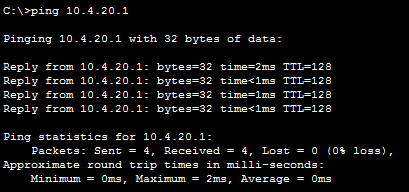 C:\>ping 10.4.20.1
Pinging 10.4.20.1 with 32 bytes of data:
Reply from 10.4.20.1: bytes=32 time=2ms TTL=128
Reply from 10.4.20.1: bytes=32 time<1ms TTL=128
Reply from 10.4.20.1: bytes=32 time=1ms TTL=128
Reply from 10.4.20.1: bytes=32 time<1ms TTL=128
Ping statistics for 10.4.20.1:
    Packets: Sent = 4, Received = 4, Lost = 0 (0% loss),
Approximate round trip times in milli-seconds:
    Minimum = 0ms, Maximum = 2ms, Average = 0ms